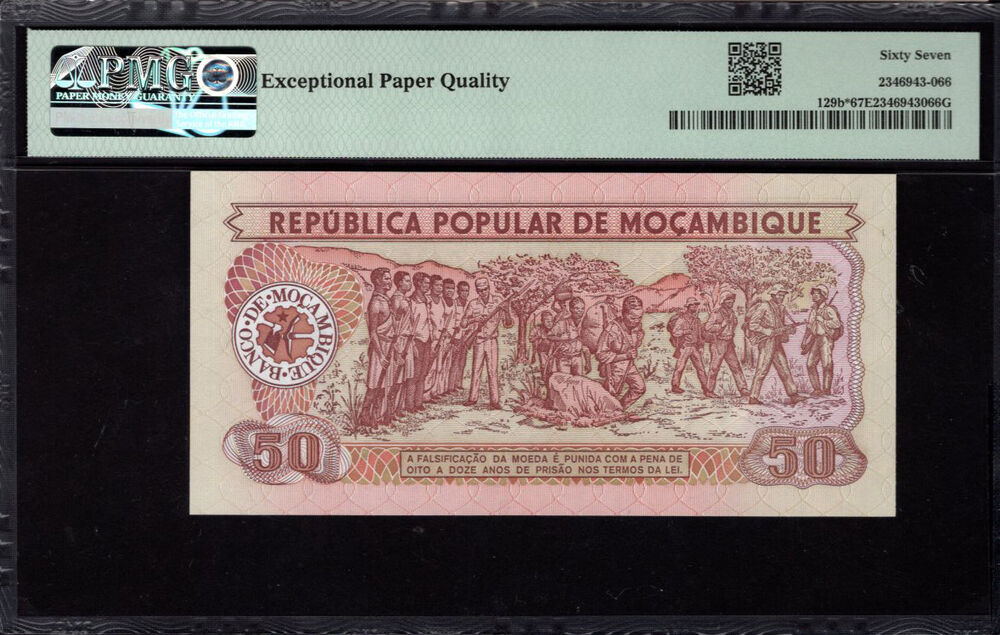 PMG
PAPER MONEY GUARANTY
Exceptional Paper Quality
Sixty Seven
2346943-066
129b*67E2346943066G
REPÚBLICA POPULAR DE MOÇAMBIQUE
BANCO·DE·MOÇAMBIQUE·
50
A FALSIFICAÇÃO DA MOEDA É PUNIDA COM A PENA DE
OITO A DOZE ANOS DE PRISÃO NOS TERMOS DA LEI.
50